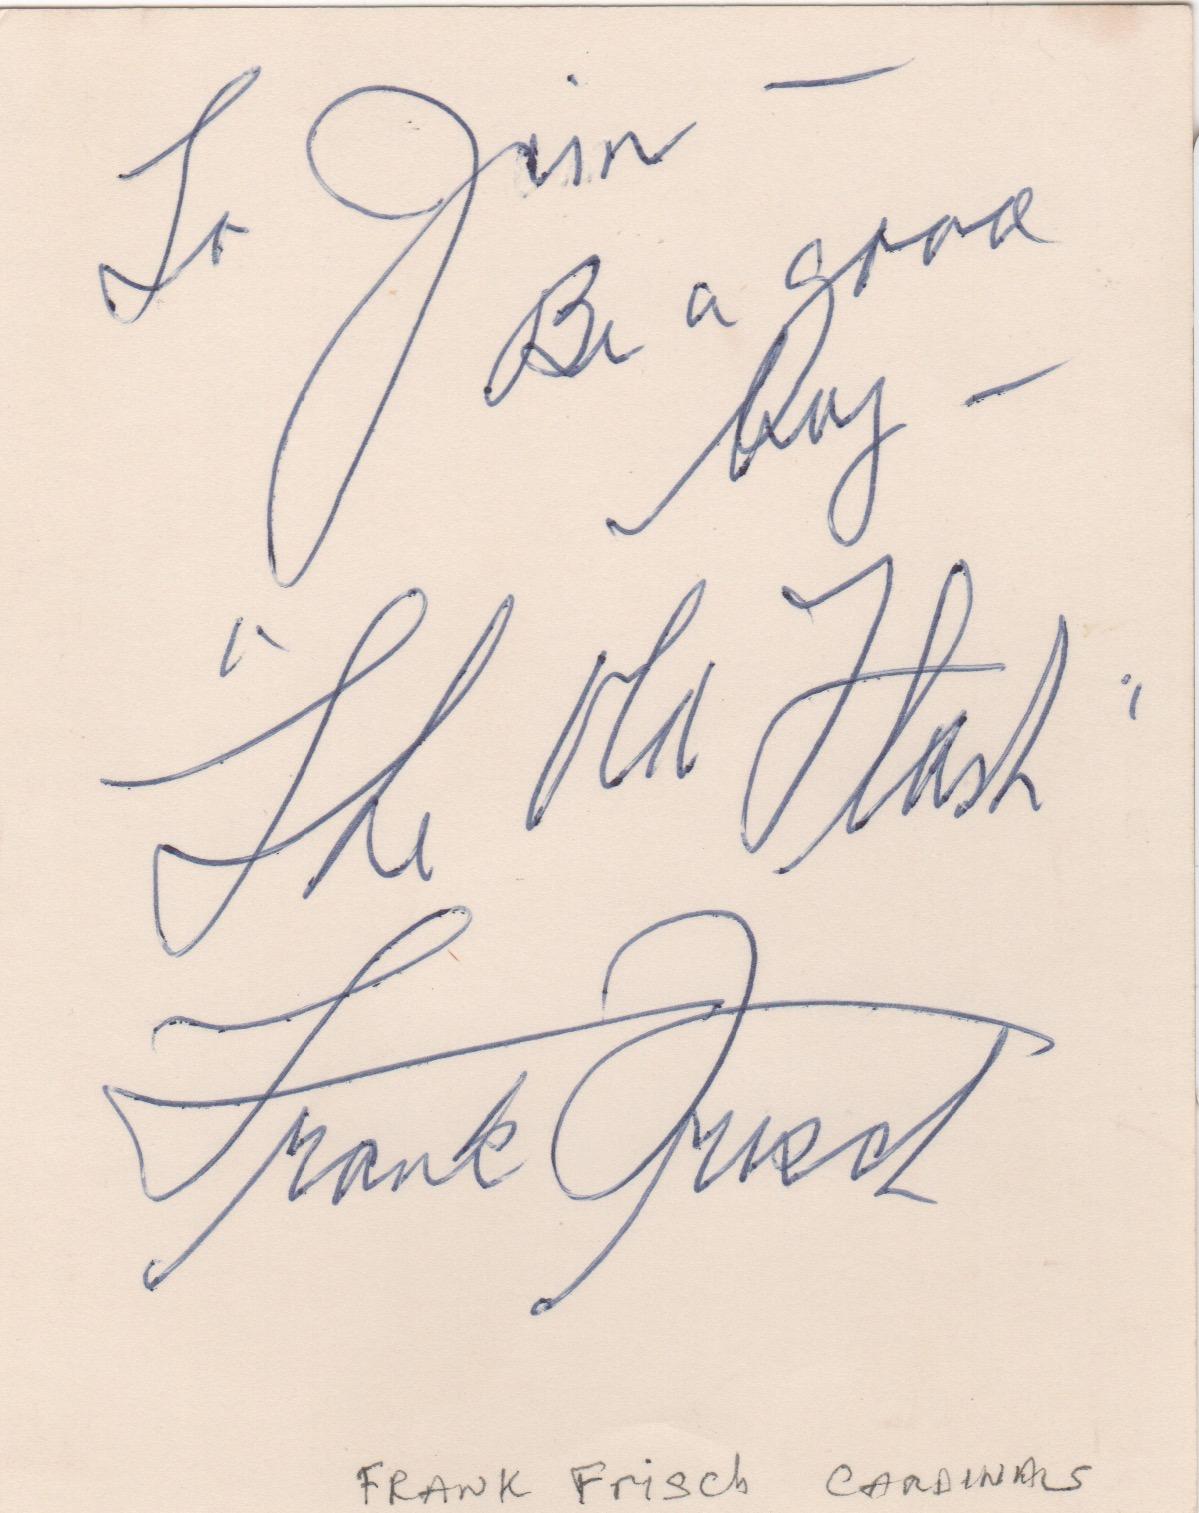 To Jim —
Be a good
Boy —
"The Old Flash"
Frank Frisch
FRANK Frisch CARDINALS